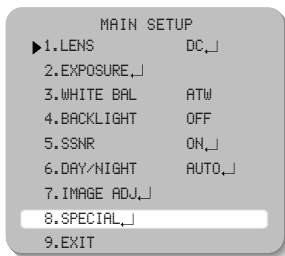 MAIN SETUP
▶1.LENS DC↵
2.EXPOSURE↵
3.WHITE BAL ATW
4.BACKLIGHT OFF
5.SSNR ON↵
6.DAY/NIGHT AUTO↵
7.IMAGE ADJ.↵
8.SPECIAL↵
9.EXIT